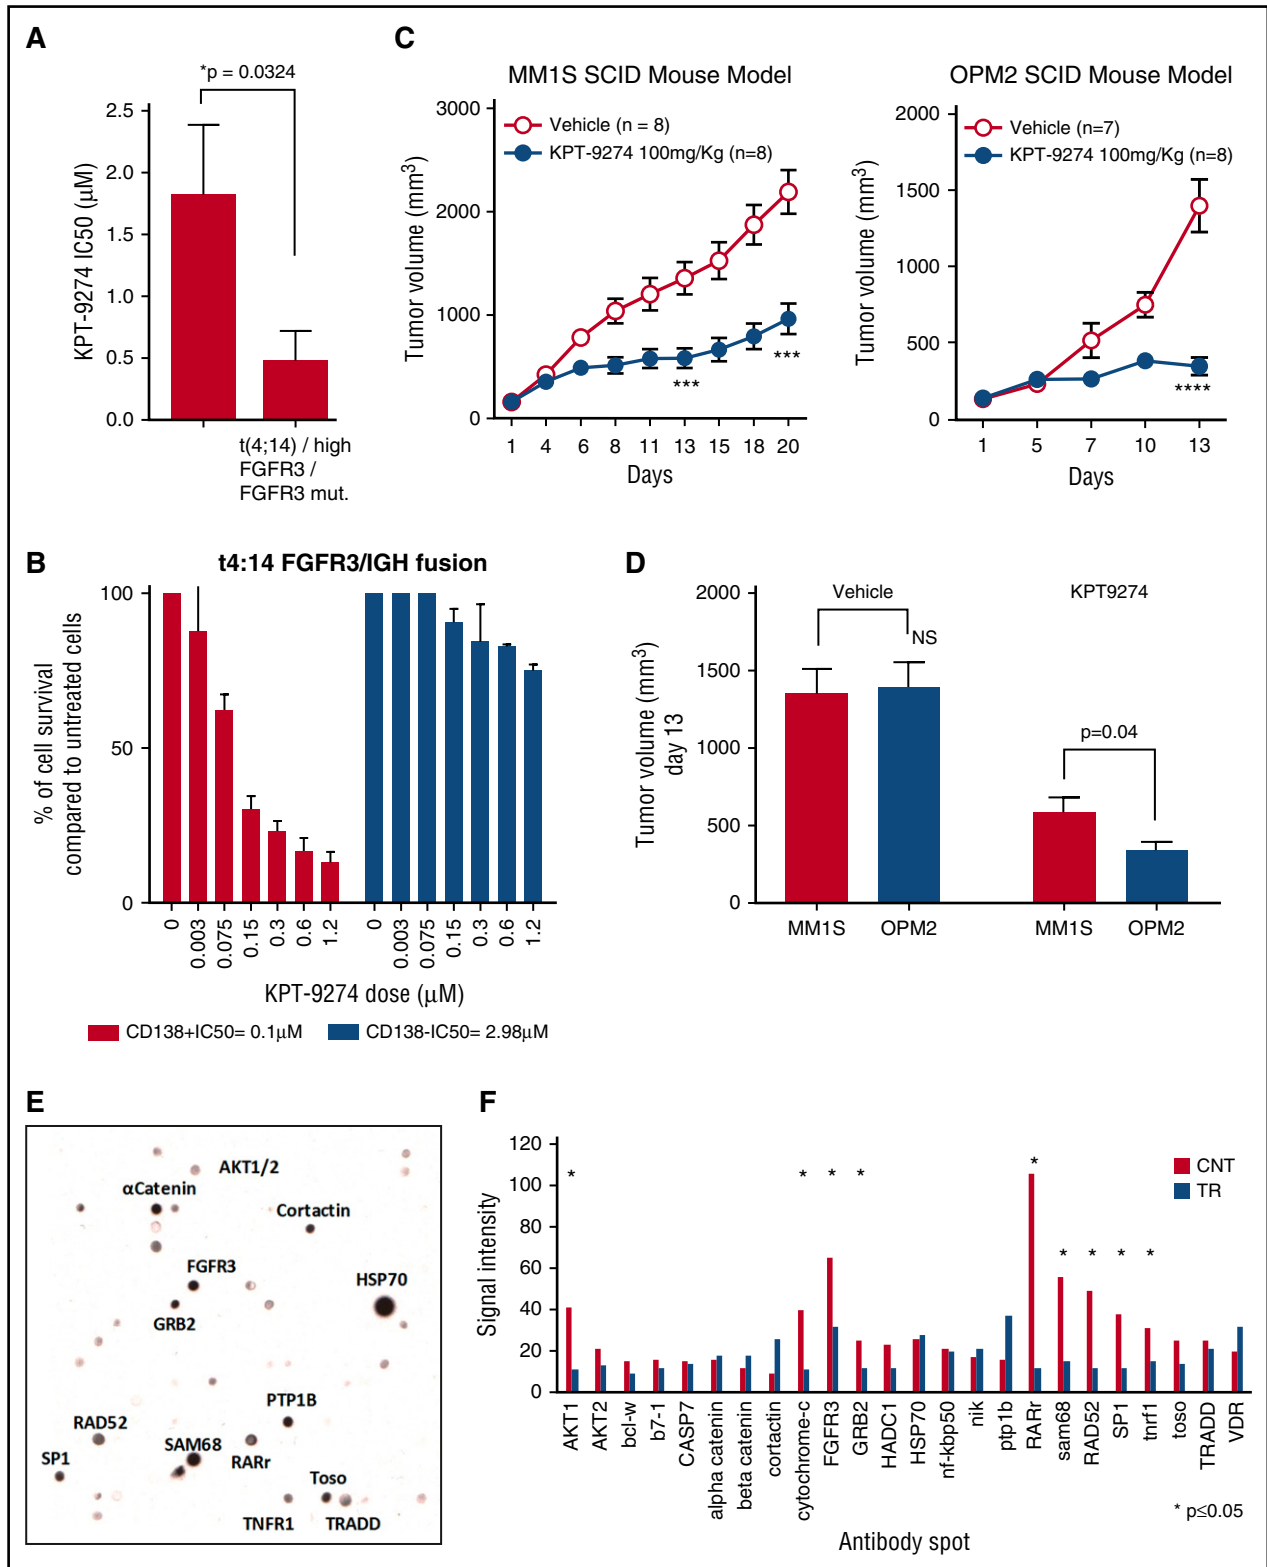 A
*p = 0.0324
KPT-9274 IC50 (μM)
2.5
2.0
1.5
1.0
0.5
0.0
t(4;14) / high
FGFR3 /
FGFR3 mut.
C
MM1S SCID Mouse Model
Tumor volume (mm3)
3000
2000
1000
0
Vehicle (n = 8)
KPT-9274 100mg/Kg (n=8)
***
***
1 4 6 8 11 13 15 18 20
Days
OPM2 SCID Mouse Model
Tumor volume (mm3)
2000
1500
1000
500
0
Vehicle (n=7)
KPT-9274 100mg/Kg (n=8)
****
1 5 7 10 13
Days
B
t4:14 FGFR3/IGH fusion
% of cell survival
compared to untreated cells
100
50
0
0 0.003 0.075 0.15 0.3 0.6 1.2 0 0.003 0.075 0.15 0.3 0.6 1.2
KPT-9274 dose (μM)
CD138+IC50= 0.1μM CD138-IC50= 2.98μM
D
Tumor volume (mm3)
day 13
2000
1500
1000
500
0
Vehicle
NS
KPT9274
p=0.04
MM1S OPM2 MM1S OPM2
E
AKT1/2
αCatenin
Cortactin
FGFR3
HSP70
GRB2
PTP1B
RAD52
SAM68
RARr
SP1
Toso
TNFR1 TRADD
F
Signal intensity
120
100
80
60
40
20
0
* * * * * * * * *
CNT
TR
AKT1 AKT2 bcl-w b7-1 CASP7 alpha catenin beta catenin cortactin cytochrome-c FGFR3 GRB2 HADC1 HSP70 nf-kbp50 nik ptp1b RARr sam68 RAD52 SP1 tnrf1 toso TRADD VDR
* p≤0.05
Antibody spot